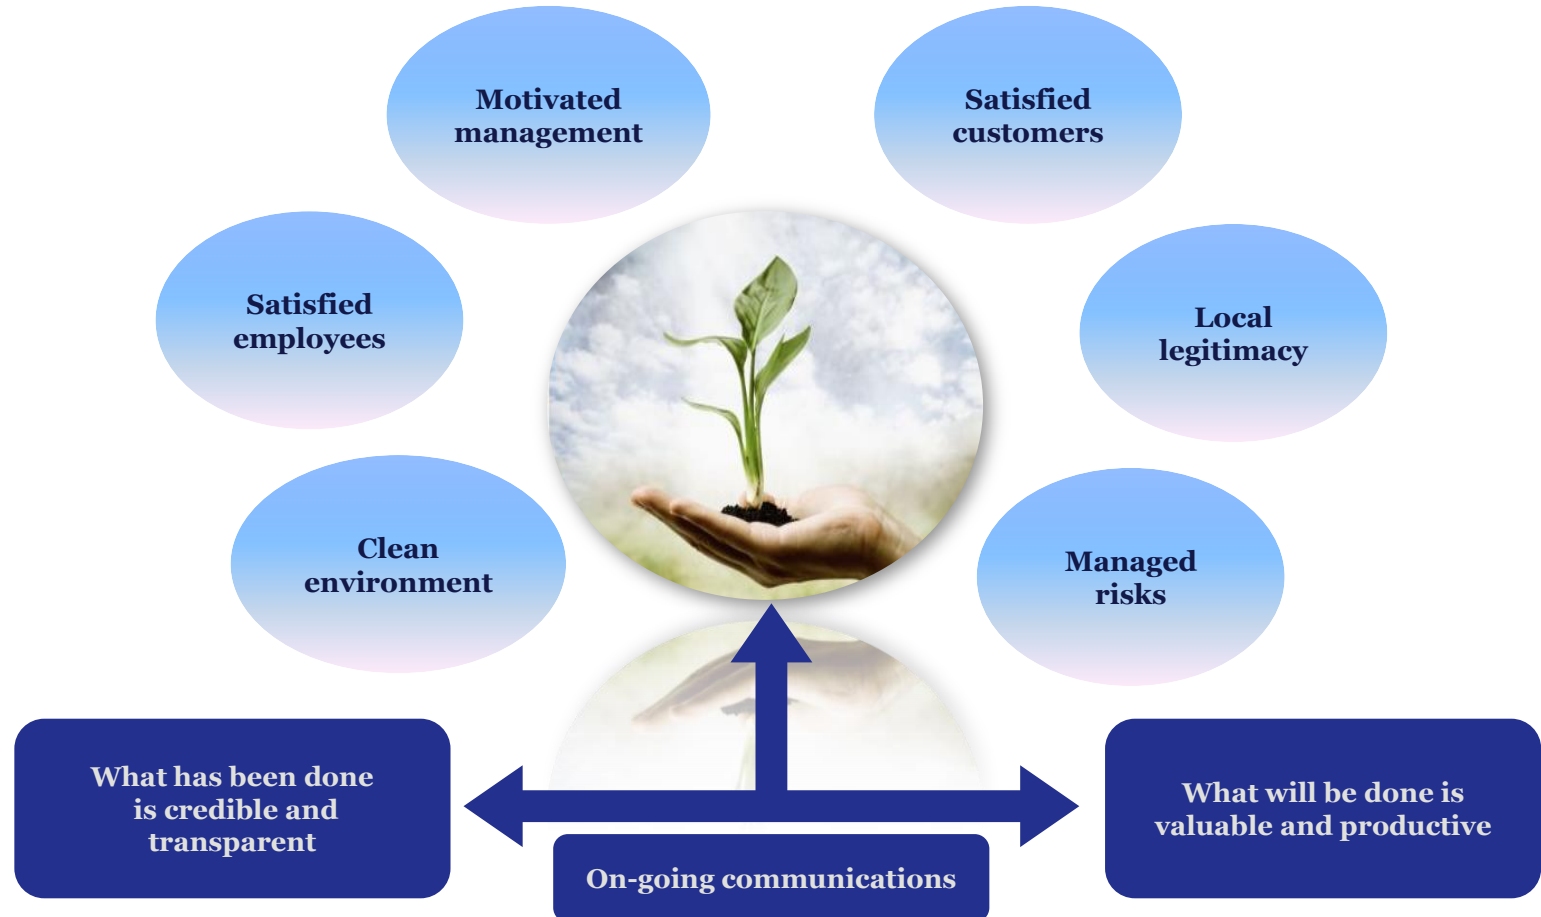 Motivated
management
Satisfied
customers
Satisfied
employees
Local
legitimacy
Clean
environment
Managed
risks
What has been done
is credible and
transparent
What will be done is
valuable and productive
On-going communications